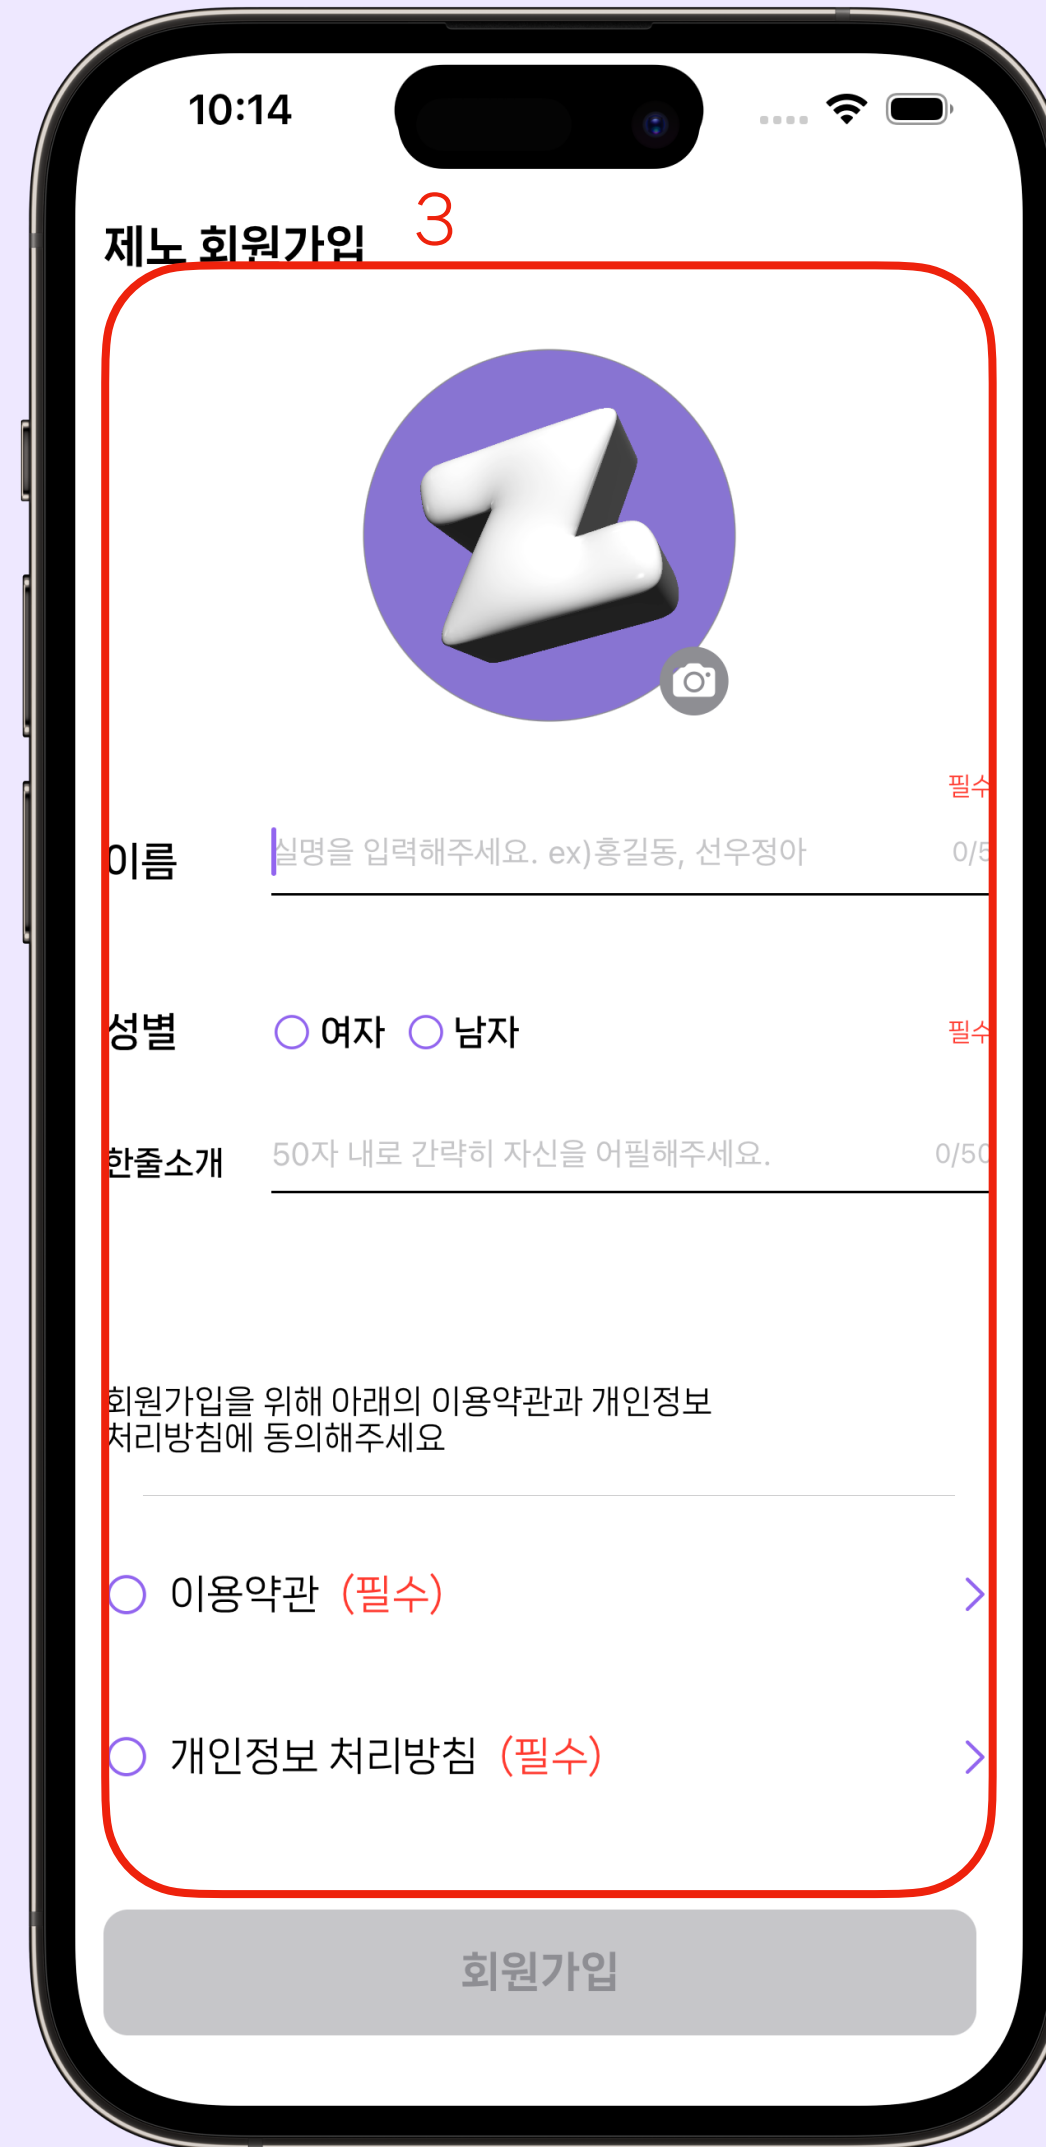 10:14
제노 회원가입
3
필수
이름
실명을 입력해주세요. ex)홍길동, 선우정아
0/5
성별
여자
남자
필수
한줄소개
50자 내로 간략히 자신을 어필해주세요.
0/50
회원가입을 위해 아래의 이용약관과 개인정보
처리방침에 동의해주세요
이용약관 (필수)
개인정보 처리방침 (필수)
회원가입